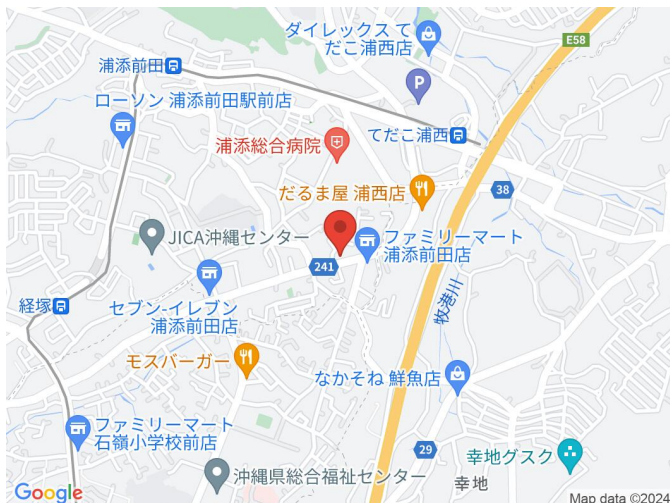 ダイレックス て
だこ浦西店
E58
浦添前田
P
ローソン 浦添前田駅前店
浦添総合病院
てだこ浦西
だるま屋 浦西店
38
JICA沖縄センター
ファミリーマート
浦添前田店
241
セブン-イレブン
浦添前田店
経塚
牧港川
モスバーガー
なかそね 鮮魚店
ファミリーマート
石嶺小学校前店
29
幸地グスク
沖縄県総合福祉センター
幸地
Google
Map data ©2024